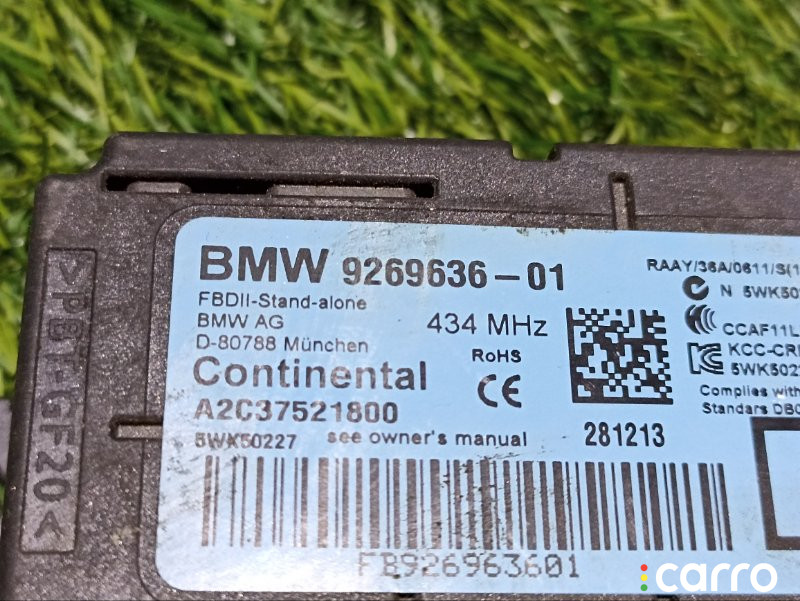 >PBT-GF20<
BMW 9269636-01
FBDII-Stand-alone
BMW AG
D-80788 München
434 MHz
RoHS
CE
Continental
A2C37521800
5WK50227 see owner's manual
281213
FB926963601
RAAY/36A/0611/S(1
N 5WK50
CCAF11L
KCC-CR
5WK502
Complies with
Standars DB
carro